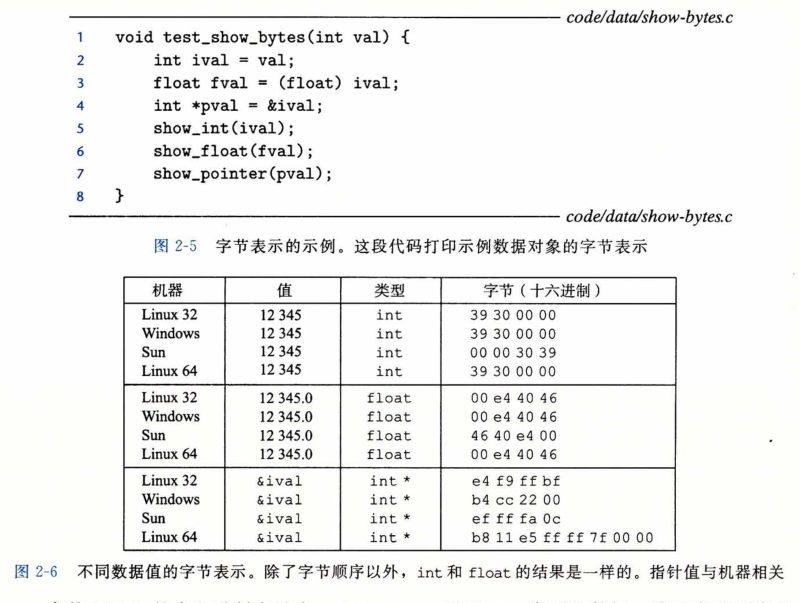 code/data/show-bytes.c
1 void test_show_bytes(int val) {
2 int ival = val;
3 float fval = (float) ival;
4 int *pval = &ival;
5 show_int(ival);
6 show_float(fval);
7 show_pointer(pval);
8 }
code/data/show-bytes.c
图 2-5 字节表示的示例。这段代码打印示例数据对象的字节表示
机器 值 类型 字节（十六进制）
Linux 32 12 345 int 39 30 00 00
Windows 12 345 int 39 30 00 00
Sun 12 345 int 00 00 30 39
Linux 64 12 345 int 39 30 00 00
Linux 32 12 345.0 float 00 e4 40 46
Windows 12 345.0 float 00 e4 40 46
Sun 12 345.0 float 46 40 e4 00
Linux 64 12 345.0 float 00 e4 40 46
Linux 32 &ival int * e4 f9 ff bf
Windows &ival int * b4 cc 22 00
Sun &ival int * ef ff fa 0c
Linux 64 &ival int * b8 11 e5 ff ff 7f 00 00
图 2-6 不同数据值的字节表示。除了字节顺序以外，int 和 float 的结果是一样的。指针值与机器相关